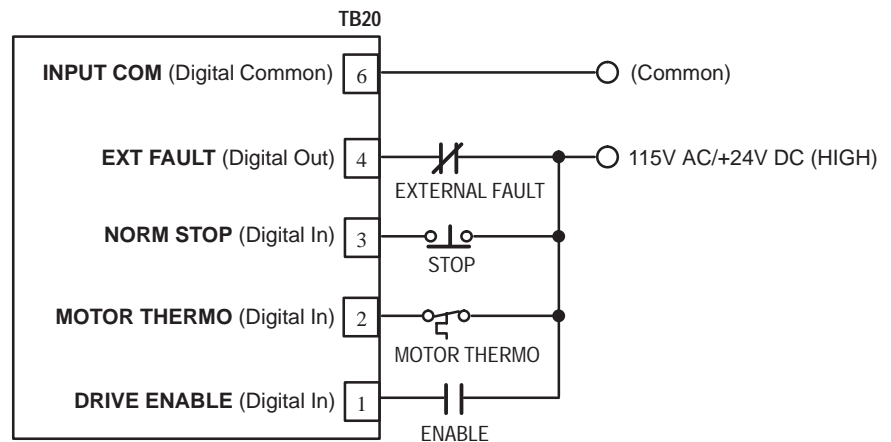 TB20
INPUT COM (Digital Common) 6 (Common)
EXT FAULT (Digital Out) 4 115V AC/+24V DC (HIGH)
EXTERNAL FAULT
NORM STOP (Digital In) 3
STOP
MOTOR THERMO (Digital In) 2
MOTOR THERMO
DRIVE ENABLE (Digital In) 1
ENABLE